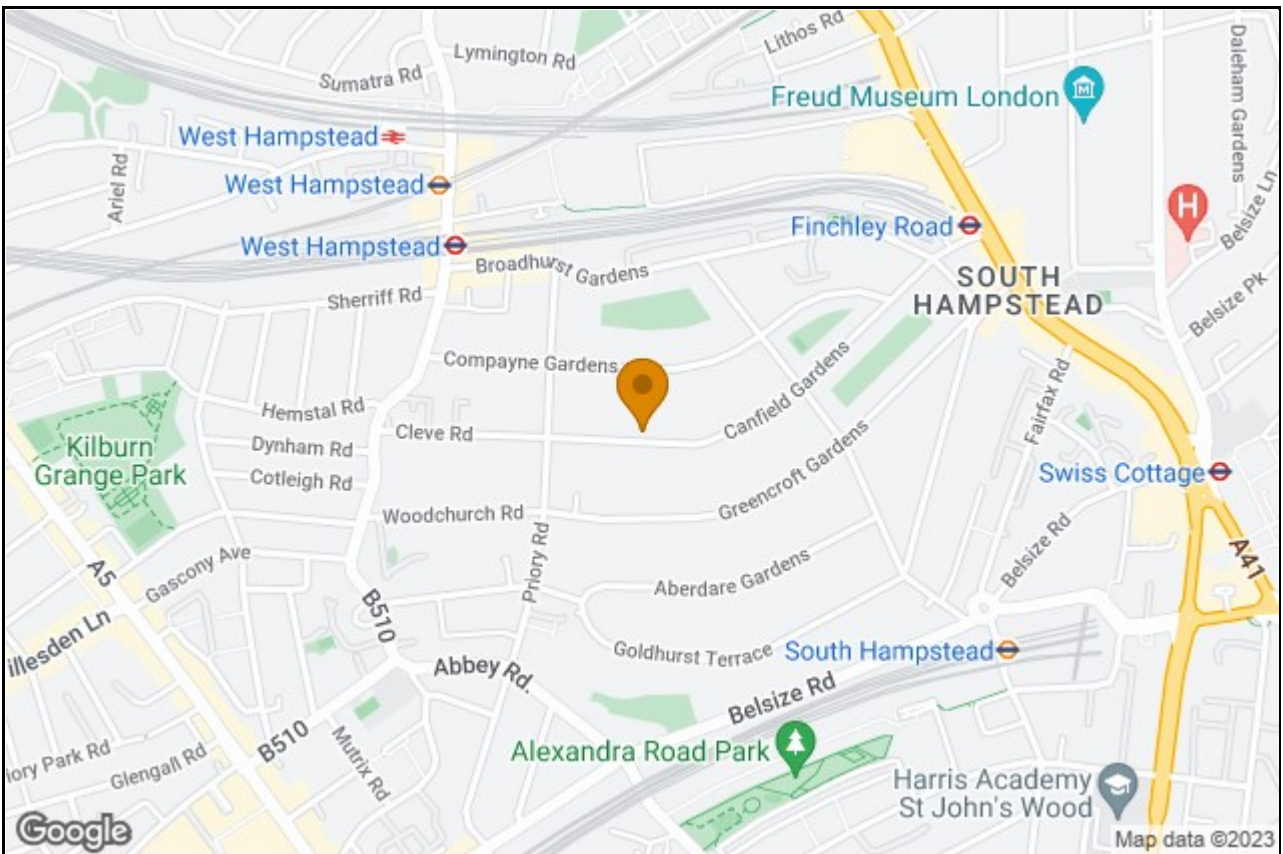 Lymington Rd
Lithos Rd
Sumatra Rd
Daleham Gardens
Freud Museum London
West Hampstead
Ariel Rd
West Hampstead
H
Belsize Ln
West Hampstead
Finchley Road
Broadhurst Gardens
SOUTH
HAMPSTEAD
Sherriff Rd
Belsize Pk
Compayne Gardens
Canfield Gardens
Fairfax Rd
Hemstal Rd
Cleve Rd
Kilburn
Grange Park
Dynham Rd
Cotleigh Rd
Greencroft Gardens
Swiss Cottage
Woodchurch Rd
Priory Rd
Belsize Rd
A41
A5
Gascony Ave
Aberdare Gardens
B510
illesden Ln
Goldhurst Terrace
South Hampstead
Abbey Rd.
Belsize Rd
B510
Mutrix Rd
Alexandra Road Park
iory Park Rd
Glengall Rd
Harris Academy
St John's Wood
Google
Map data ©2023